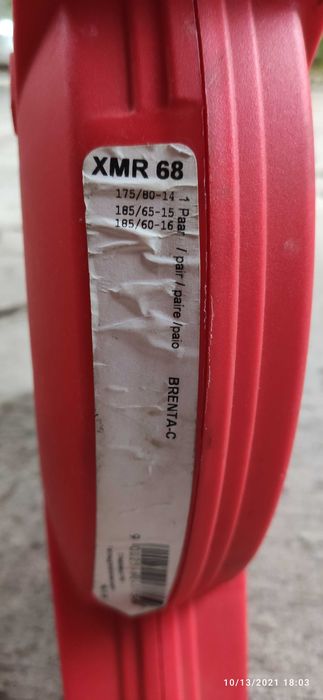 XMR 68
175/80-14
185/65-15
185/60-16
1 Paar / pair / paire /paio
BRENTA-C
10/13/2021 18:03